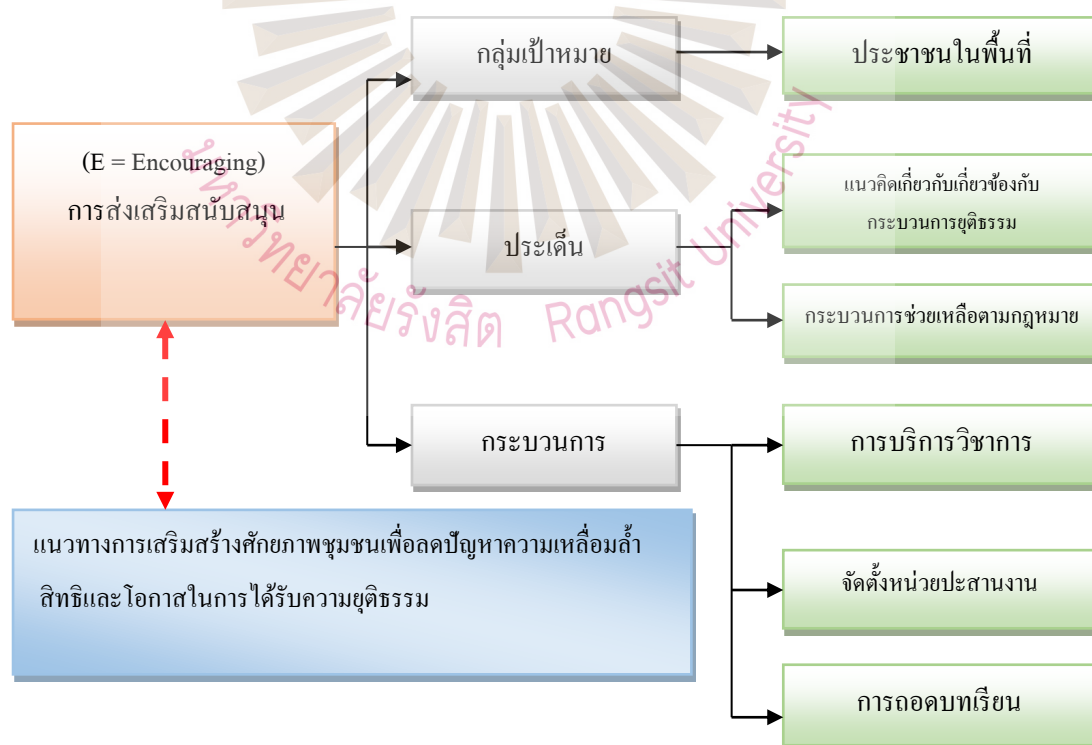 กลุ่มเป้าหมาย
ประชาชนในพื้นที่
(E = Encouraging)
การส่งเสริมสนับสนุน
แนวคิดเกี่ยวกับเกี่ยวข้องกับ
กระบวนการยุติธรรม
ประเด็น
กระบวนการช่วยเหลือตามกฎหมาย
มหาวิทยาลัยรังสิต Rangsit University
กระบวนการ
การบริการวิชาการ
แนวทางการเสริมสร้างศักยภาพชุมชนเพื่อลดปัญหาความเหลื่อมล้ำ
สิทธิและโอกาสในการได้รับความยุติธรรม
จัดตั้งหน่วยประสานงาน
การถอดบทเรียน